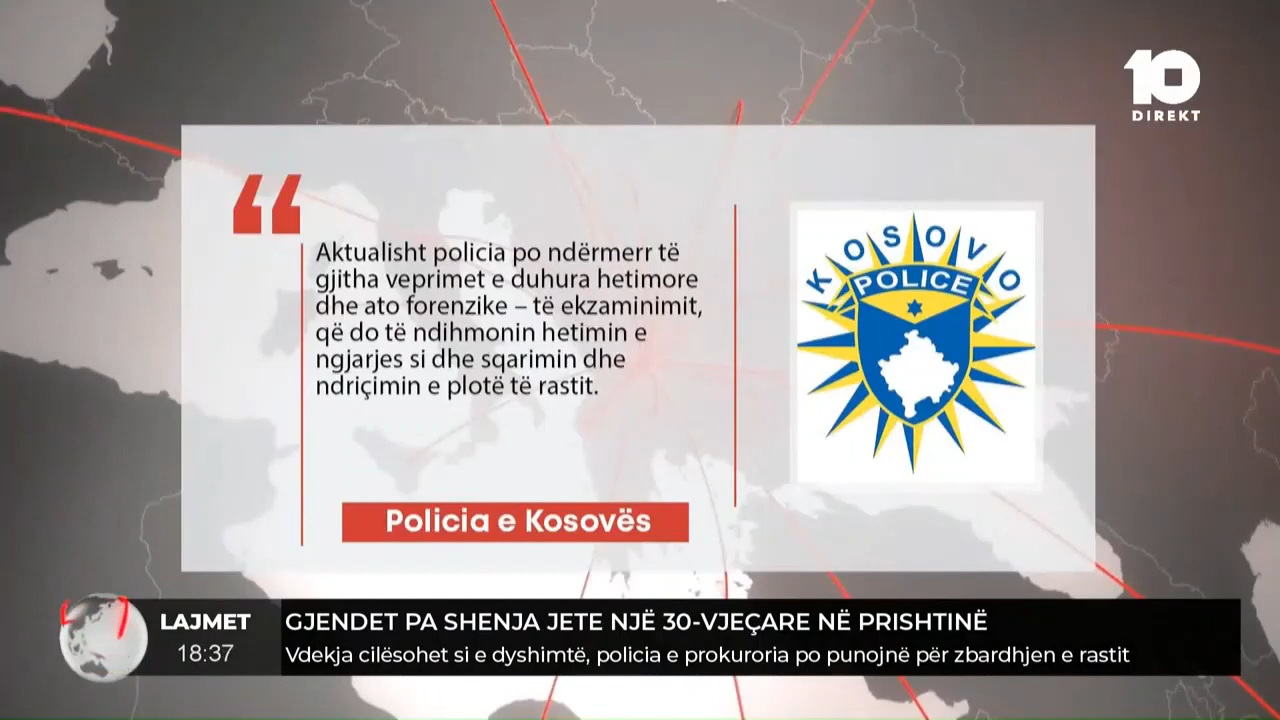 10
DIREKT
“
Aktualisht policia po ndërmerr të
gjitha veprimet e duhura hetimore
dhe ato forenzike – të ekzaminimit,
që do të ndihmonin hetimin e
ngjarjes si dhe sqarimin dhe
ndriçimin e plotë të rastit.
Policia e Kosovës
KOSOVO
POLICE
LAJMET
18:37
GJENDET PA SHENJA JETE NJË 30-VJEÇARE NË PRISHTINË
Vdekja cilësohet si e dyshimtë, policia e prokuroria po punojnë për zbardhjen e rastit